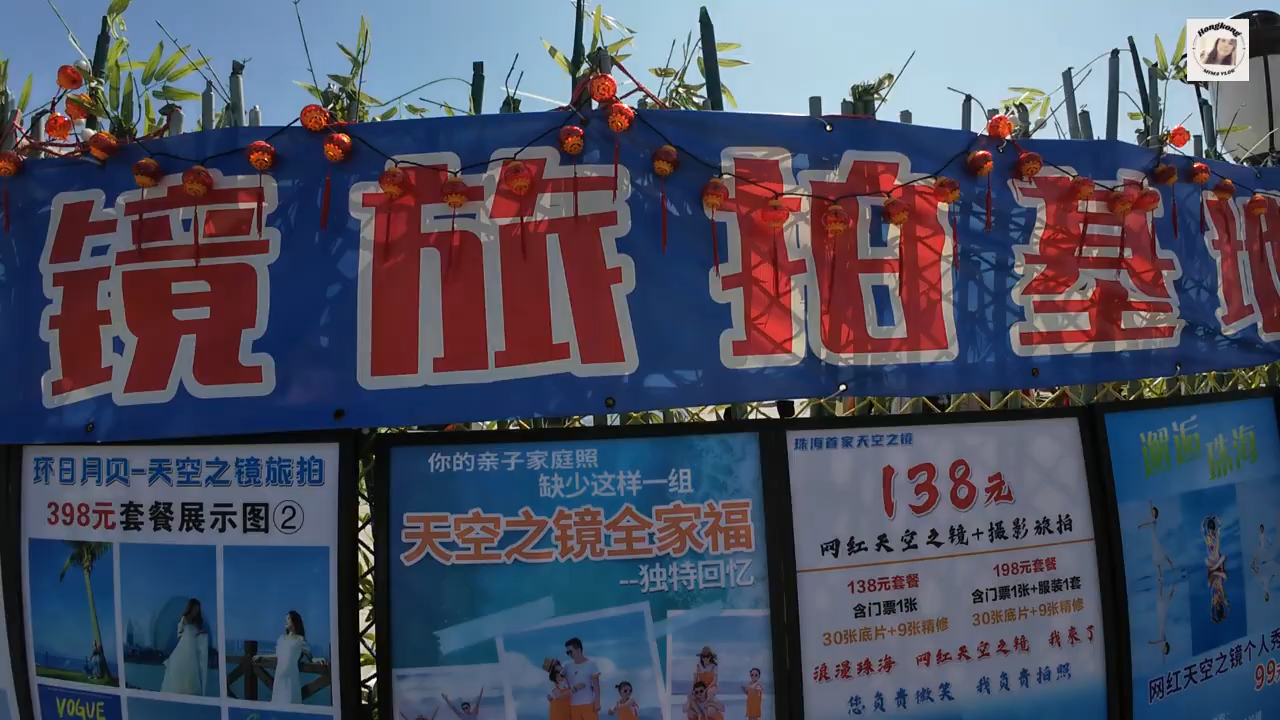 Hongkong
MIMA VLOG
镜旅拍基地
环日月贝-天空之镜旅拍
398元套餐展示图②
VOGUE
你的亲子家庭照
缺少这样一组
天空之镜全家福
--独特回忆
珠海首家天空之镜
138元
网红天空之镜+摄影旅拍
138元套餐
含门票1张
30张底片+9张精修
198元套餐
含门票1张+服装1套
30张底片+9张精修
浪漫珠海 网红天空之镜 我来了
您负责微笑 我负责拍照
邂逅珠海
网红天空之镜个人秀
99